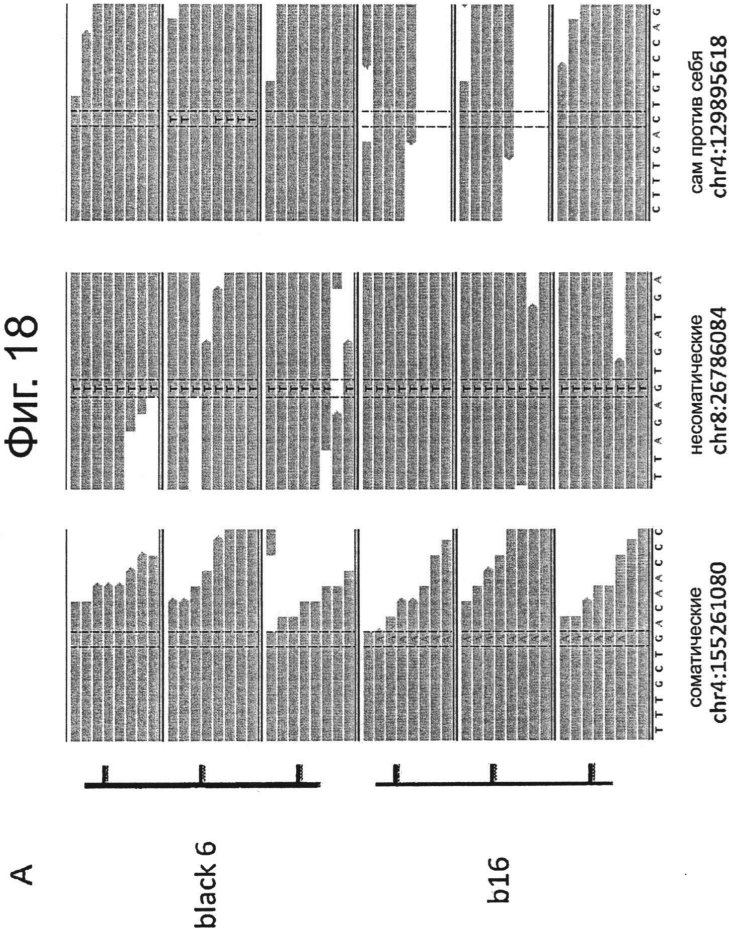 Фиг. 18
A
black 6
b16
T T
T T T T
T T T T T T T T
T T T T T T T T
T T T T T T T
T T T T T T T T T
T T T T T T T T T
T T T T T T T T
A A A A A A A
A A A A A A A A
A A A A A A
C T T T G A C T G T C C A G
T T A G A G T G A T G A
T T T G C T G A C A A C C C
сам против себя
chr4:129895618
несоматические
chr8:26786084
соматические
chr4:155261080